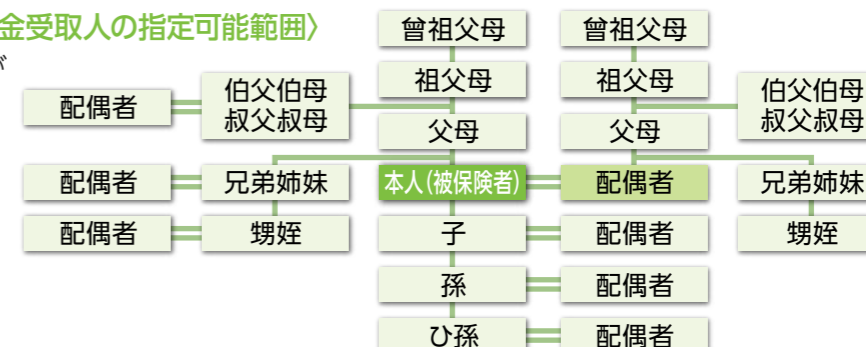 金受取人の指定可能範囲〉
が
曾祖父母
曾祖父母
配偶者
伯父伯母
叔父叔母
祖父母
祖父母
伯父伯母
叔父叔母
父母
父母
配偶者
兄弟姉妹
本人(被保険者)
配偶者
兄弟姉妹
配偶者
甥姪
子
配偶者
甥姪
孫
配偶者
ひ孫
配偶者